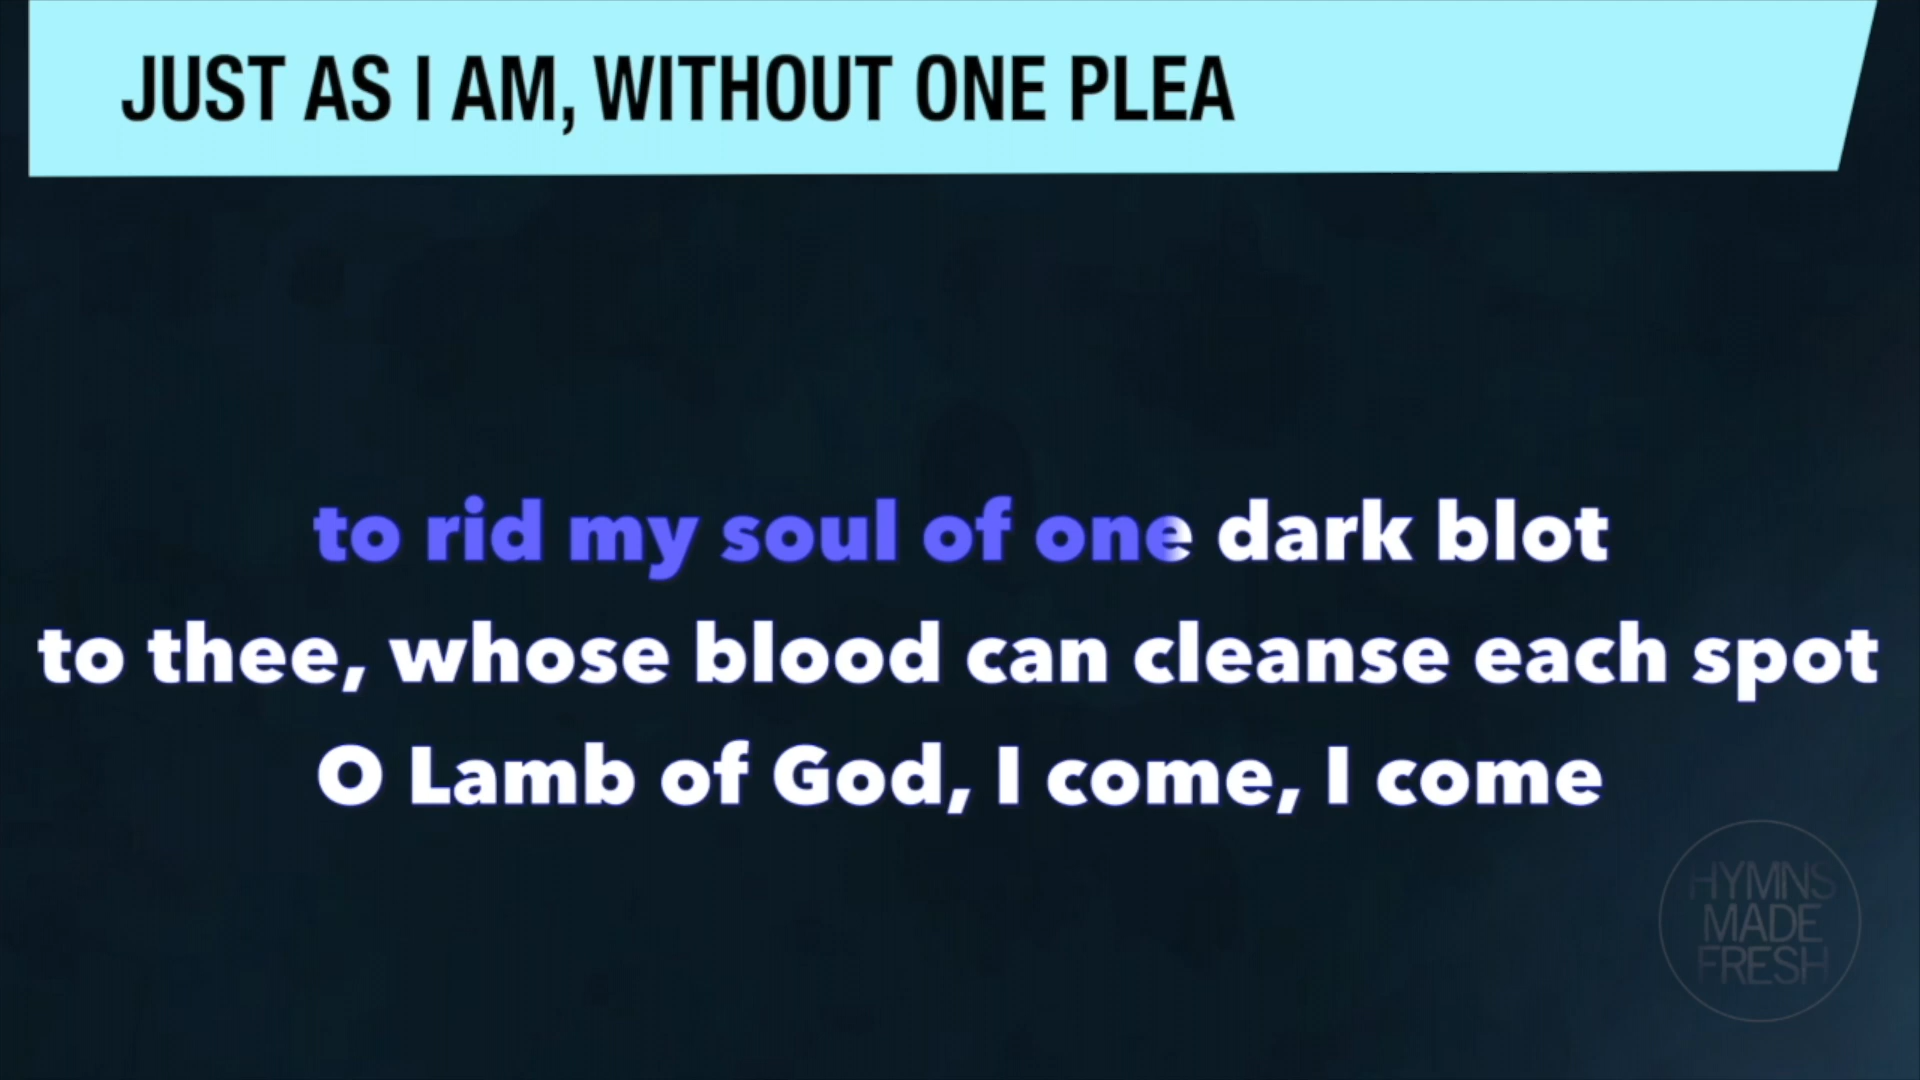 JUST AS I AM, WITHOUT ONE PLEA
to rid my soul of one dark blot
to thee, whose blood can cleanse each spot
O Lamb of God, I come, I come
HYMNS
MADE
FRESH